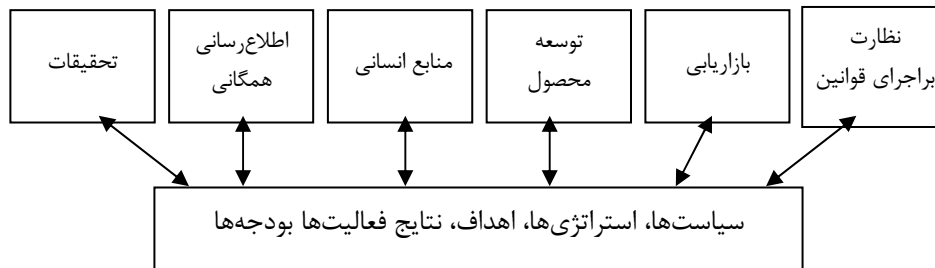 نظارت
براجرای قوانین
بازاریابی
توسعه
محصول
منابع انسانی
اطلاع‌رسانی
همگانی
تحقیقات
سیاست‌ها، استراتژی‌ها، اهداف، نتایج فعالیت‌ها بودجه‌ها